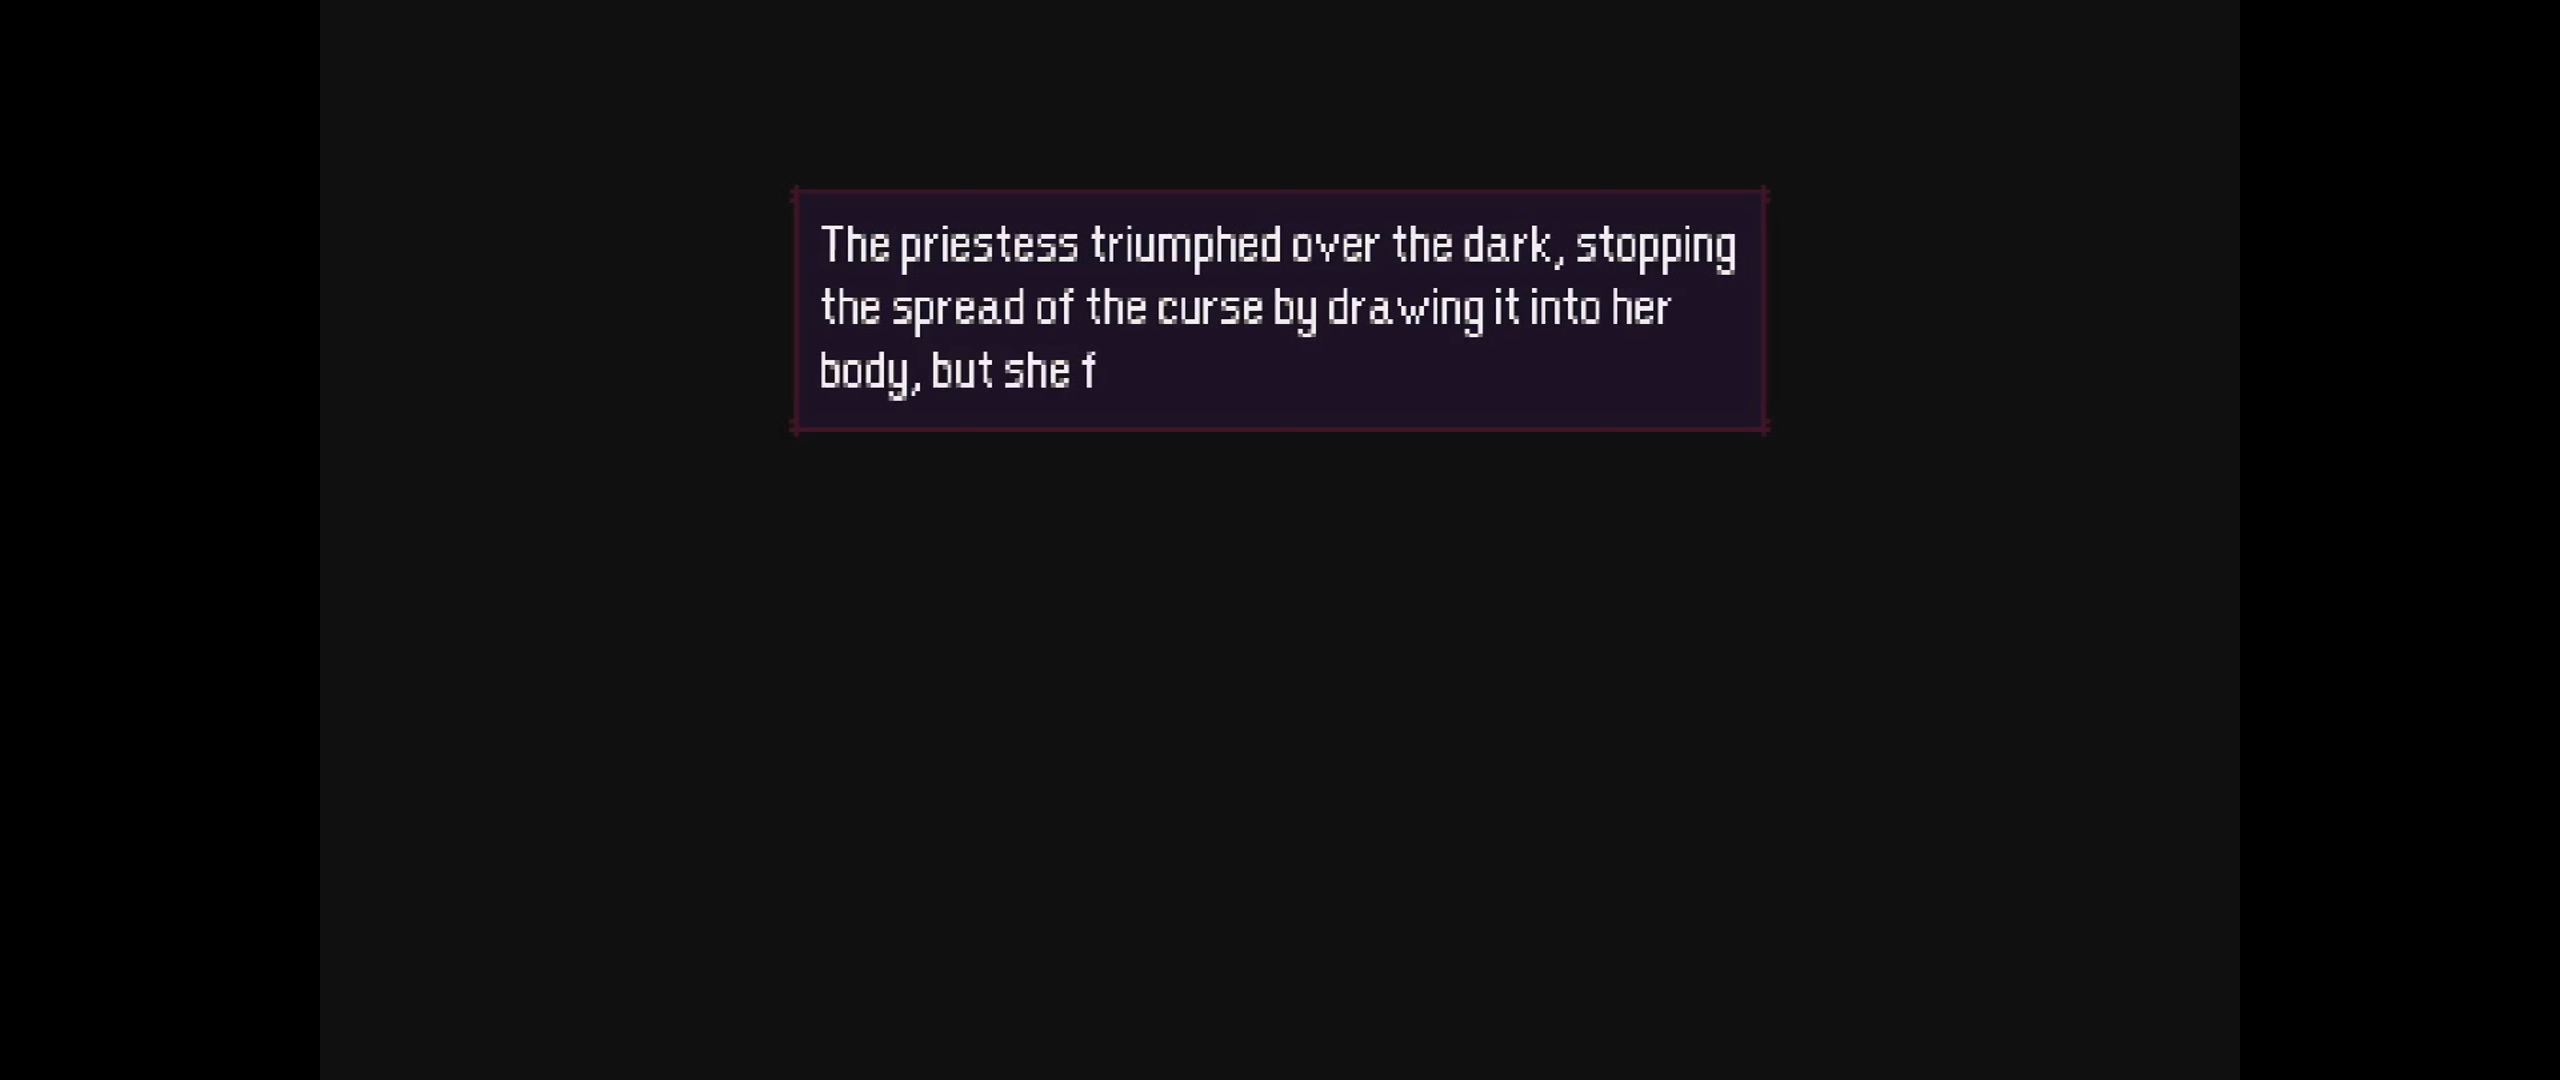 The priestess triumphed over the dark, stopping
the spread of the curse by drawing it into her
body, but she f